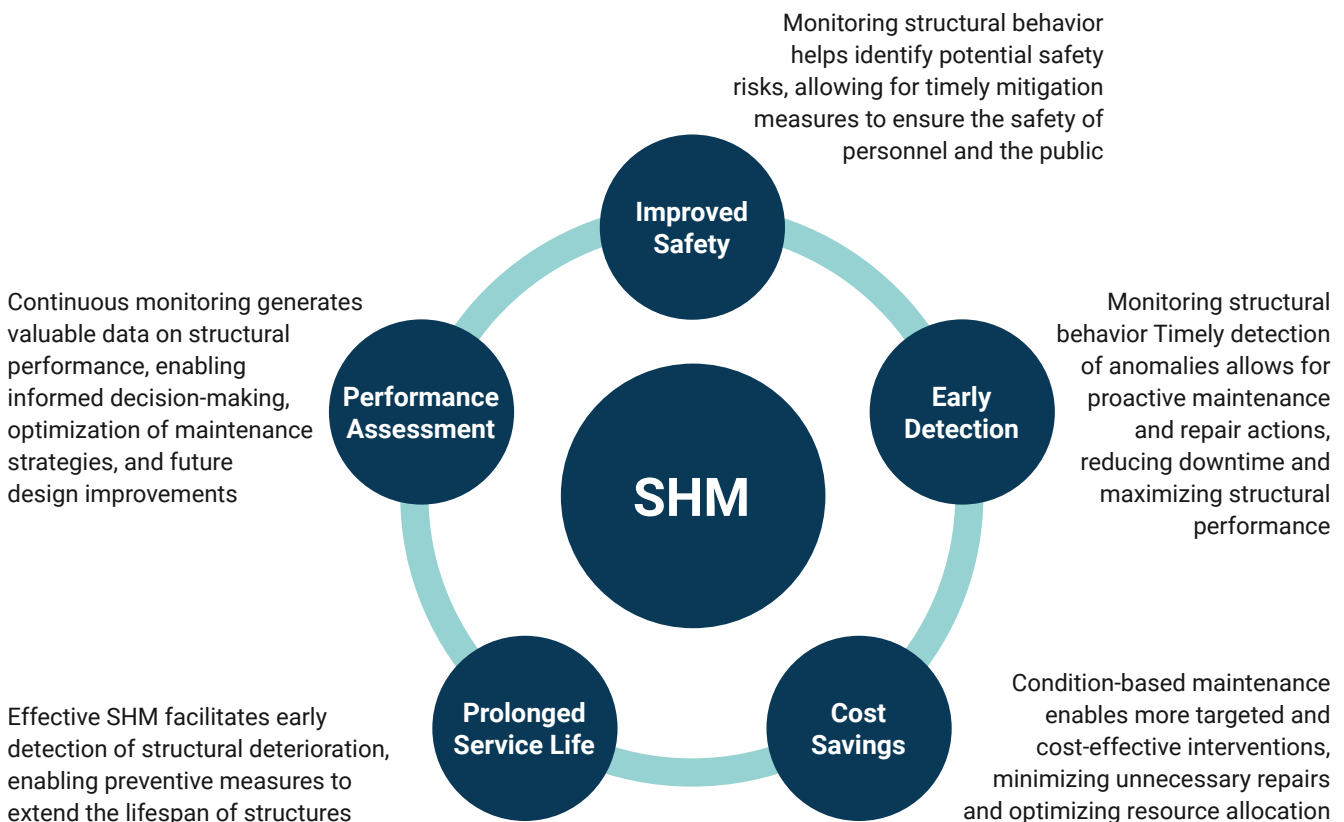 Monitoring structural behavior
helps identify potential safety
risks, allowing for timely mitigation
measures to ensure the safety of
personnel and the public
Improved
Safety
Continuous monitoring generates
valuable data on structural
performance, enabling
informed decision-making,
optimization of maintenance
strategies, and future
design improvements
Performance
Assessment
SHM
Early
Detection
Monitoring structural
behavior Timely detection
of anomalies allows for
proactive maintenance
and repair actions,
reducing downtime and
maximizing structural
performance
Effective SHM facilitates early
detection of structural deterioration,
enabling preventive measures to
extend the lifespan of structures
Prolonged
Service Life
Cost
Savings
Condition-based maintenance
enables more targeted and
cost-effective interventions,
minimizing unnecessary repairs
and optimizing resource allocation